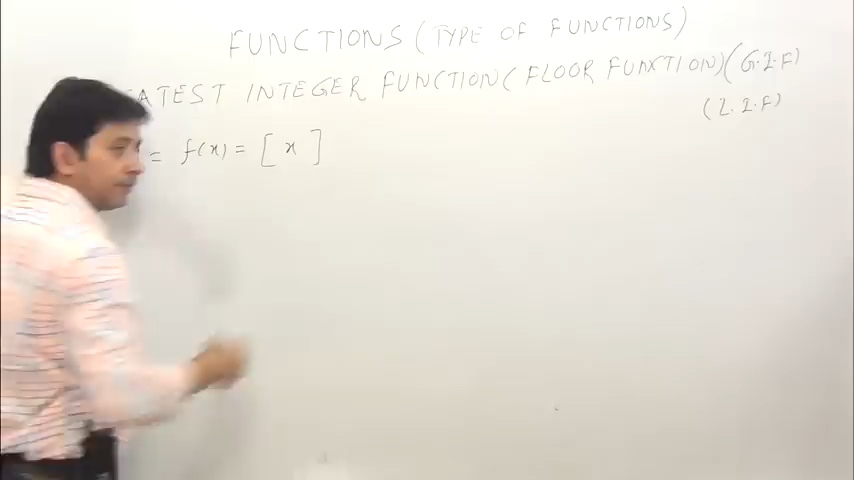 FUNCTIONS (TYPE OF FUNCTIONS)
ATEST INTEGER FUNCTION (FLOOR FUNXTION) (G.I.F)
(L.I.F)
= f(x) = [ x ]